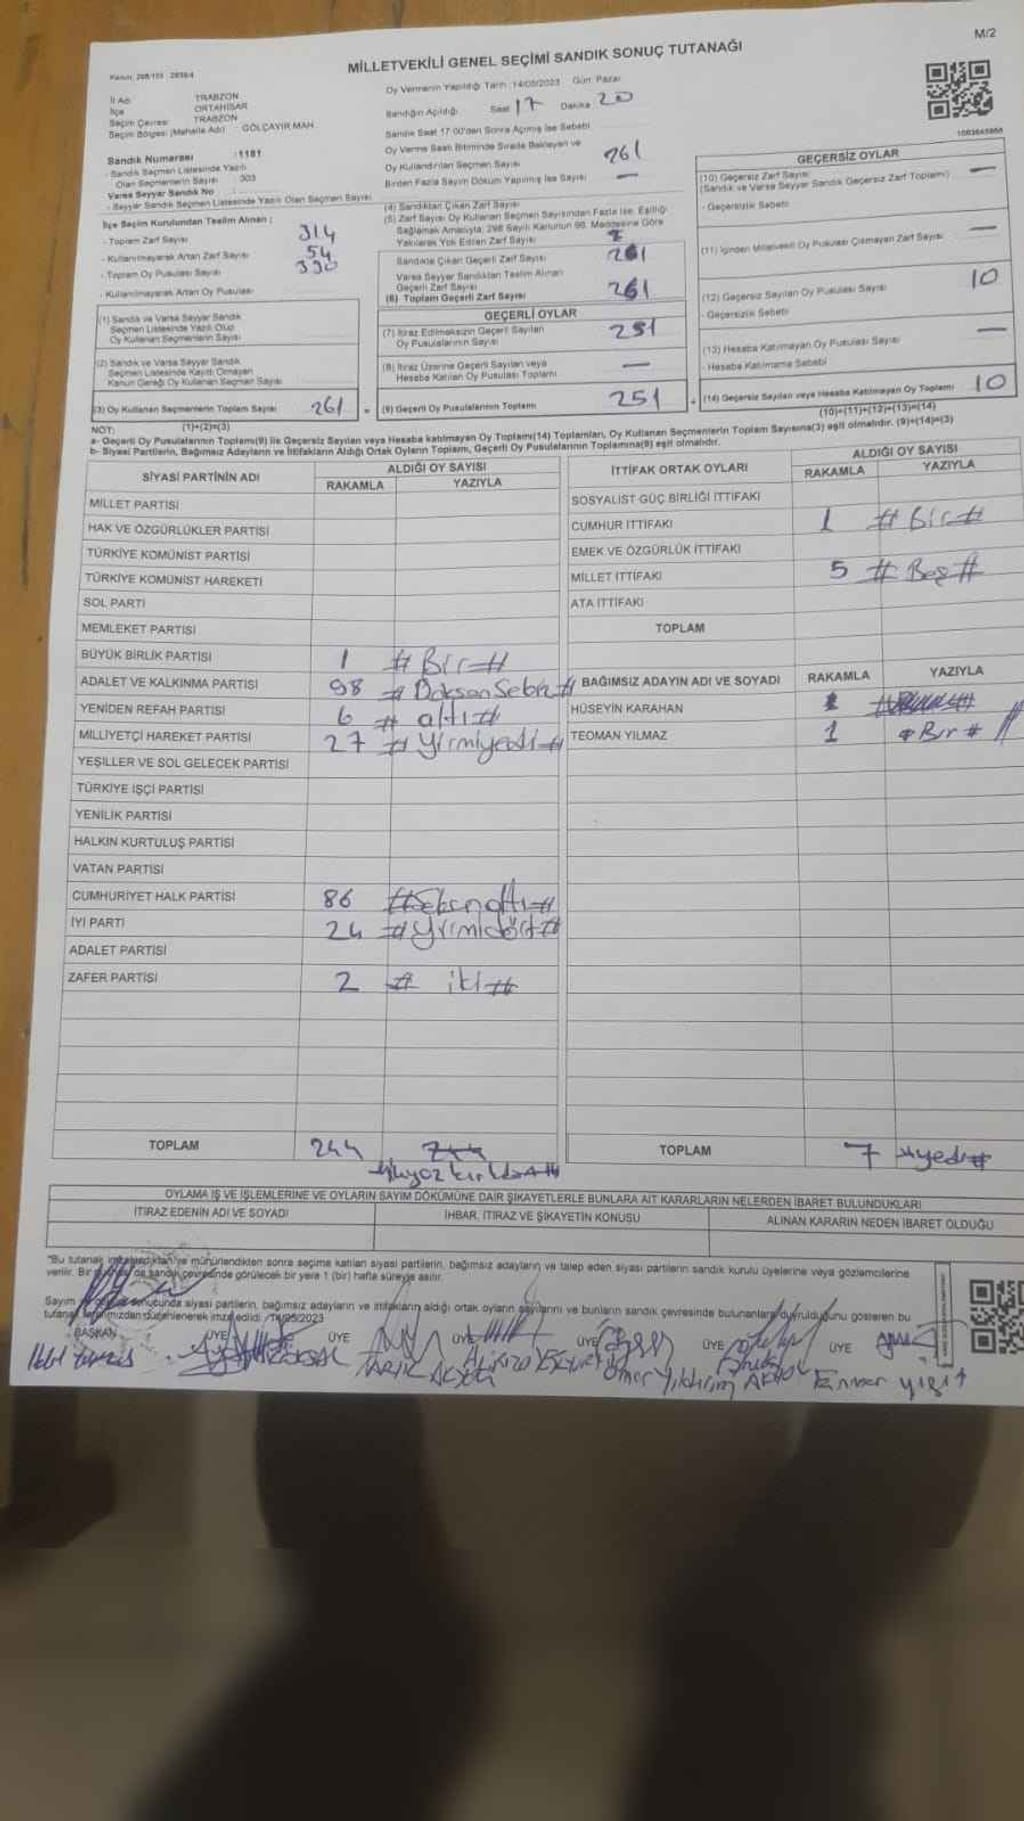 M/2
MİLLETVEKİLİ GENEL SEÇİMİ SANDIK SONUÇ TUTANAĞI
İl Adı TRABZON
İlçe ORTAHİSAR
Seçim Çevresi TRABZON
Seçim Bölgesi (Mahalle Adı) GÖLÇAYIR MAH.
Sandık Numarası : 1181
- Sandık Seçmen Listesinde Yazılı
Olan Seçmenlerin Sayısı 303
Varsa Seyyar Sandık No
- Seyyar Sandık Seçmen Listesinde Yazılı Olan Seçmen Sayısı
İlçe Seçim Kurulundan Teslim Alınan :
- Toplam Zarf Sayısı 314
- Kullanılmayarak Artan Zarf Sayısı 54
- Toplam Oy Pusulası Sayısı 330
- Kullanılmayarak Artan Oy Pusulası
(1) Sandık ve Varsa Seyyar Sandık
Seçmen Listesinde Yazılı Olup
Oy Kullanan Seçmenlerin Sayısı
(2) Sandık ve Varsa Seyyar Sandık
Seçmen Listesinde Kayıtlı Olmayan
Kanun Gereği Oy Kullanan Seçmen Sayısı
(3) Oy Kullanan Seçmenlerin Toplam Sayısı 261
(1)+(2)=(3)
Oy Vermenin Yapıldığı Tarih : 14/05/2023 Gün: Pazar
Sandığın Açıldığı Saat 17 Dakika 20
Sandık Saat 17.00'den Sonra Açılmış İse Sebebi
Oy Verme Saati Bitiminde Sırada Bekleyen ve
Oy Kullandırılan Seçmen Sayısı 261
Birden Fazla Sayım Döküm Yapılmış İse Sayısı —
(4) Sandıktan Çıkan Zarf Sayısı
(5) Zarf Sayısı Oy Kullanan Seçmen Sayısından Fazla İse, Eşitliği
Sağlamak Amacıyla; 298 Sayılı Kanunun 98. Maddesine Göre
Yakılarak Yok Edilen Zarf Sayısı
Sandıkta Çıkan Geçerli Zarf Sayısı 261
Varsa Seyyar Sandıktan Teslim Alınan
Geçerli Zarf Sayısı
(6) Toplam Geçerli Zarf Sayısı 261
GEÇERLİ OYLAR
(7) İtiraz Edilmeksizin Geçerli Sayılan
Oy Pusulalarının Sayısı 251
(8) İtiraz Üzerine Geçerli Sayılan veya
Hesaba Katılan Oy Pusulası Toplamı —
(9) Geçerli Oy Pusulalarının Toplamı 251
GEÇERSİZ OYLAR
(10) Geçersiz Zarf Sayısı —
(Sandık ve Varsa Seyyar Sandık Geçersiz Zarf Toplamı)
- Geçersizlik Sebebi
(11) İçinden Milletvekili Oy Pusulası Çıkmayan Zarf Sayısı —
(12) Geçersiz Sayılan Oy Pusulası Sayısı 10
- Geçersizlik Sebebi
(13) Hesaba Katılmayan Oy Pusulası Sayısı —
- Hesaba Katılmama Sebebi
(14) Geçersiz Sayılan veya Hesaba Katılmayan Oy Toplamı 10
(10)+(11)+(12)+(13)=(14)
NOT:
a- Geçerli Oy Pusulalarının Toplamı(9) ile Geçersiz Sayılan veya Hesaba katılmayan Oy Toplamı(14) Toplamları, Oy Kullanan Seçmenlerin Toplam Sayısına(3) eşit olmalıdır. (9)+(14)=(3)
b- Siyasi Partilerin, Bağımsız Adayların ve İttifakların Aldığı Ortak Oyların Toplamı, Geçerli Oy Pusulalarının Toplamına(9) eşit olmalıdır.
SİYASİ PARTİNİN ADI ALDIĞI OY SAYISI
RAKAMLA YAZIYLA
MİLLET PARTİSİ
HAK VE ÖZGÜRLÜKLER PARTİSİ
TÜRKİYE KOMÜNİST PARTİSİ
TÜRKİYE KOMÜNİST HAREKETİ
SOL PARTİ
MEMLEKET PARTİSİ
BÜYÜK BİRLİK PARTİSİ 1 # Bir #
ADALET VE KALKINMA PARTİSİ 98 # Doksan Sekiz #
YENİDEN REFAH PARTİSİ 6 # altı #
MİLLİYETÇİ HAREKET PARTİSİ 27 # Yirmiyedi #
YEŞİLLER VE SOL GELECEK PARTİSİ
TÜRKİYE İŞÇİ PARTİSİ
YENİLİK PARTİSİ
HALKIN KURTULUŞ PARTİSİ
VATAN PARTİSİ
CUMHURİYET HALK PARTİSİ 86 # Seksenaltı #
İYİ PARTİ 24 # Yirmidört #
ADALET PARTİSİ
ZAFER PARTİSİ 2 # iki #
TOPLAM 244 244
İTTİFAK ORTAK OYLARI ALDIĞI OY SAYISI
RAKAMLA YAZIYLA
SOSYALİST GÜÇ BİRLİĞİ İTTİFAKI
CUMHUR İTTİFAKI 1 # Bir #
EMEK VE ÖZGÜRLÜK İTTİFAKI
MİLLET İTTİFAKI 5 # Beş #
ATA İTTİFAKI
TOPLAM
BAĞIMSIZ ADAYIN ADI VE SOYADI RAKAMLA YAZIYLA
HÜSEYİN KARAHAN
TEOMAN YILMAZ 1 # Bir #
TOPLAM 7 # yedi #
OYLAMA İŞ VE İŞLEMLERİNE VE OYLARIN SAYIM DÖKÜMÜNE DAİR ŞİKAYETLERLE BUNLARA AİT KARARLARIN NELERDEN İBARET BULUNDUKLARI
İTİRAZ EDENİN ADI VE SOYADI İHBAR, İTİRAZ VE ŞİKAYETİN KONUSU ALINAN KARARIN NEDEN İBARET OLDUĞU
"Bu tutanak imzalandıktan ve mühürlendikten sonra seçime katılan siyasi partilerin, bağımsız adayların ve talep eden siyasi partilerin sandık kurulu üyelerine veya gözlemcilerine
verilir. Bir de sandık çevresinde görülecek bir yere 1 (bir) hafta süreyle asılır.
Sayım sonucunda siyasi partilerin, bağımsız adayların ve ittifakların aldığı ortak oyların sayılarını ve bunların sandık çevresinde bulunanlara duyrulduğunu gösteren bu
tutanak tarafımızdan düzenlenerek imza edildi. 14/05/2023
BAŞKAN ÜYE ÜYE ÜYE ÜYE ÜYE ÜYE
Ömer Yıldırım Enver yiğit